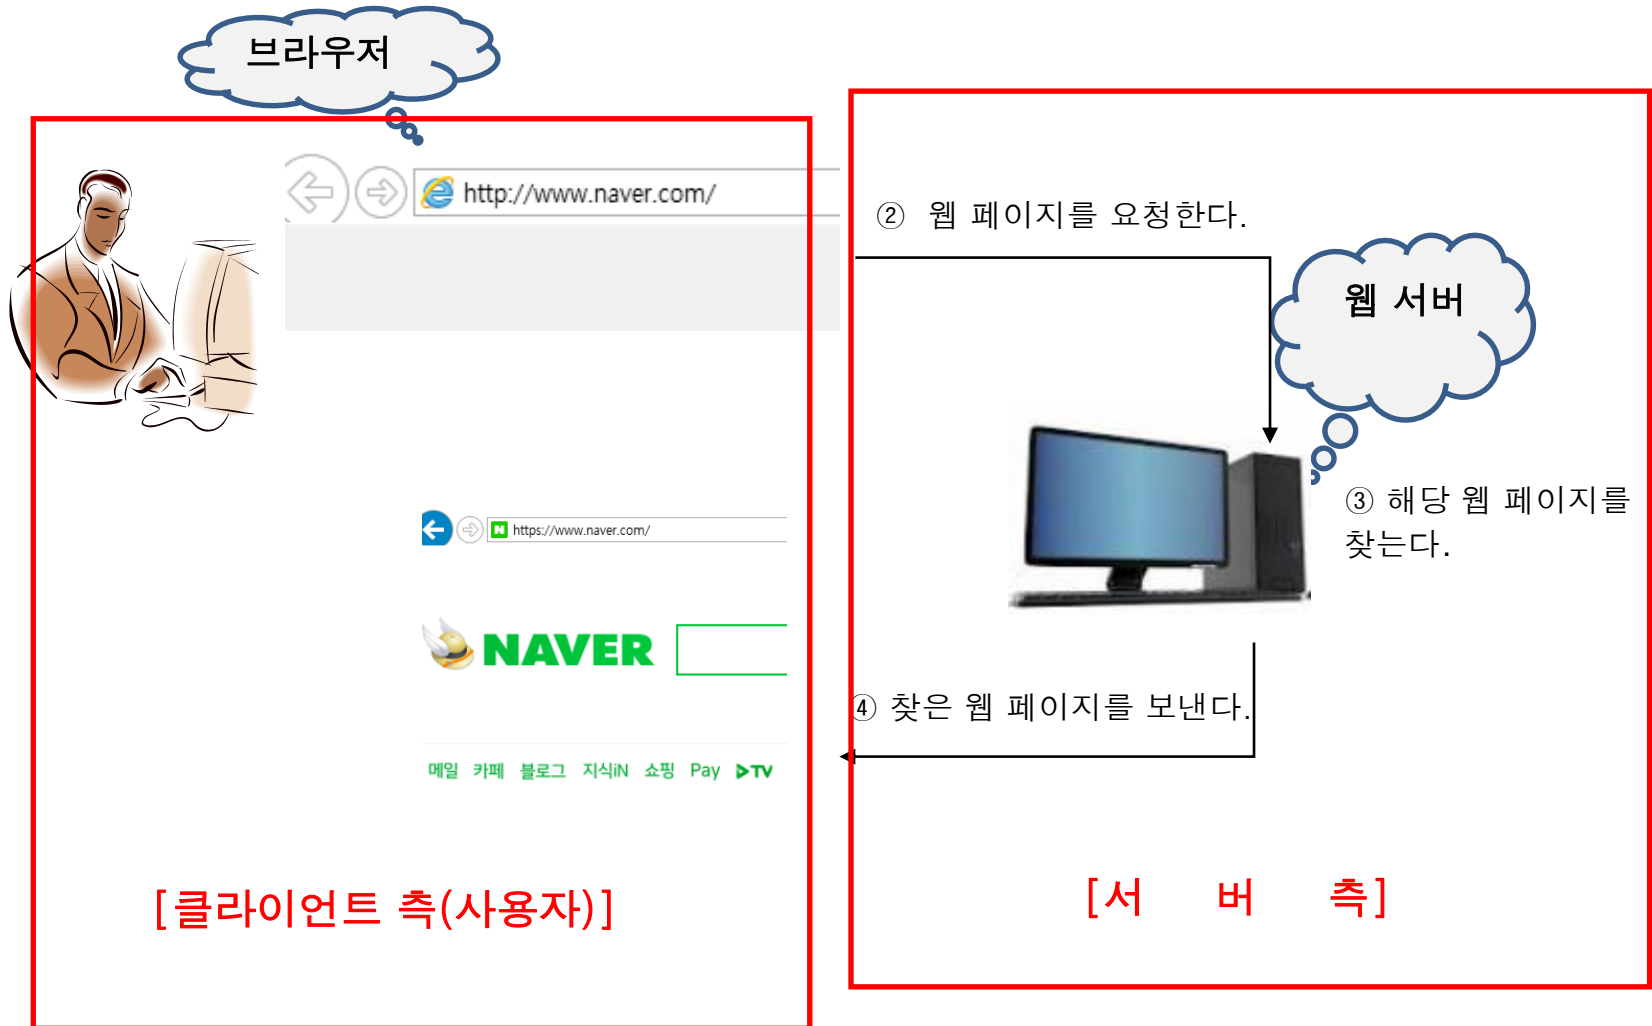 브라우저
http://www.naver.com/
② 웹 페이지를 요청한다.
웹 서버
③ 해당 웹 페이지를
찾는다.
N https://www.naver.com/
NAVER
④ 찾은 웹 페이지를 보낸다.
메일 카페 블로그 지식iN 쇼핑 Pay TV
[클라이언트 측(사용자)]
[서 버 측]